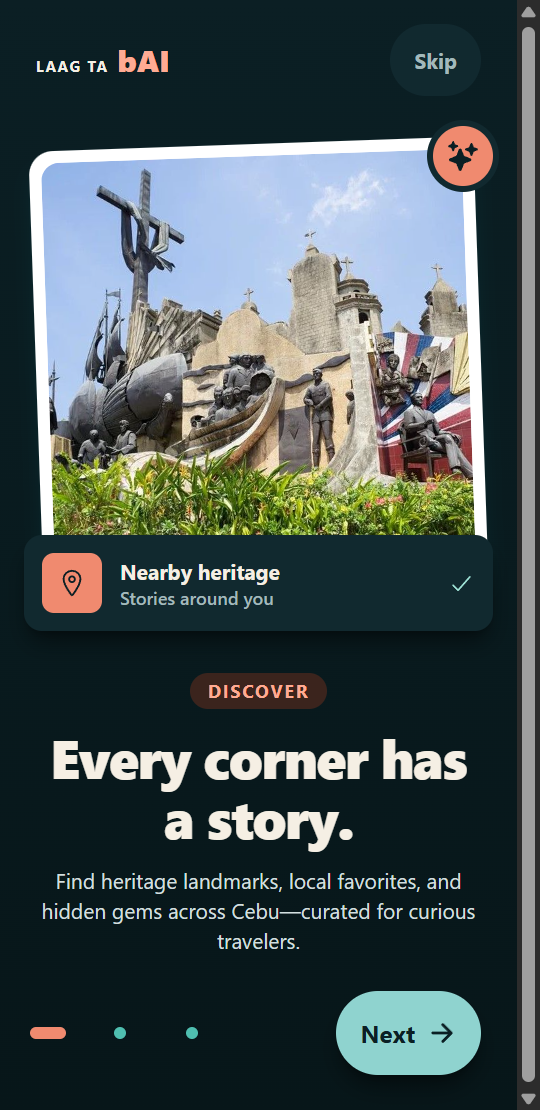 LAAG TA bAI
Skip
Nearby heritage
Stories around you
DISCOVER
Every corner has
a story.
Find heritage landmarks, local favorites, and
hidden gems across Cebu—curated for curious
travelers.
Next